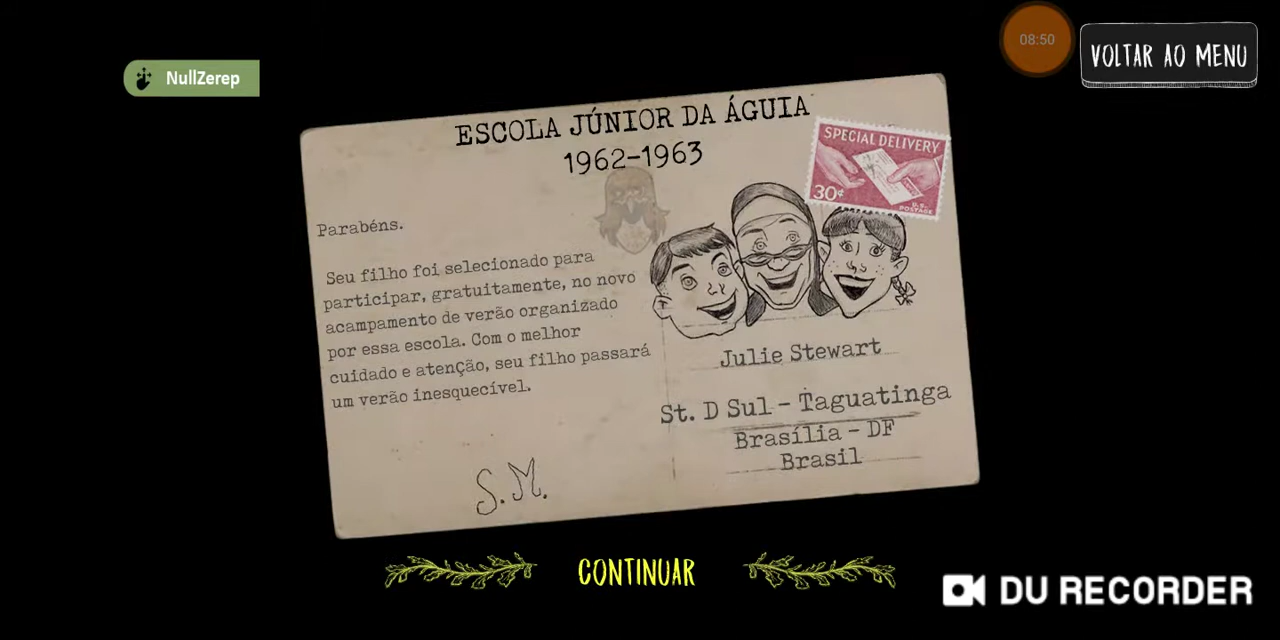 08:50
VOLTAR AO MENU
NullZerep
ESCOLA JÚNIOR DA ÁGUIA
1962-1963
SPECIAL DELIVERY
30¢
U.S. POSTAGE
Parabéns.
Seu filho foi selecionado para
participar, gratuitamente, no novo
acampamento de verão organizado
por essa escola. Com o melhor
cuidado e atenção, seu filho passará
um verão inesquecível.
S.M.
Julie Stewart
St. D Sul - Taguatinga
Brasília - DF
Brasil
CONTINUAR
DU RECORDER